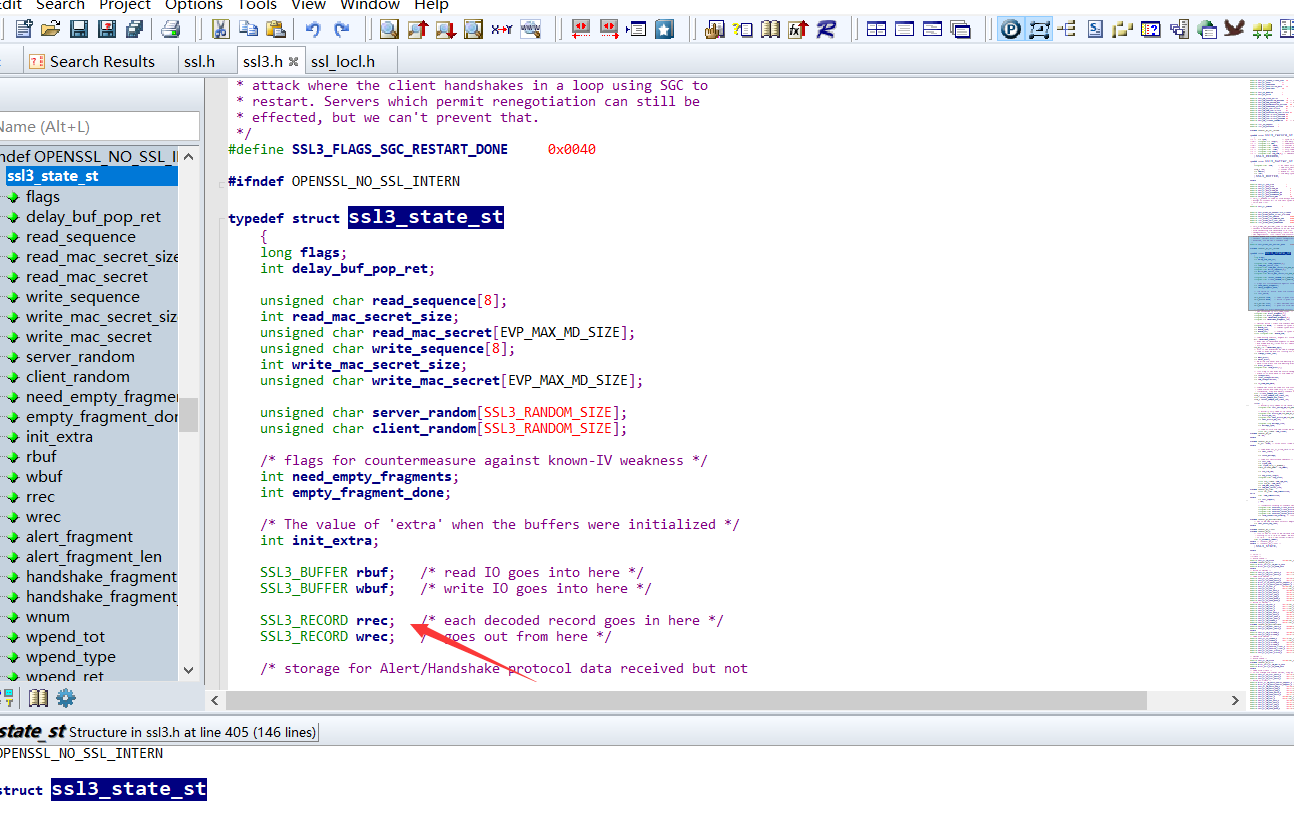 Edit Search Project Options Tools View Window Help
Search Results ssl.h ssl3.h ssl_locl.h
Name (Alt+L)
ndef OPENSSL_NO_SSL_I
ssl3_state_st
flags
delay_buf_pop_ret
read_sequence
read_mac_secret_size
read_mac_secret
write_sequence
write_mac_secret_siz
write_mac_secret
server_random
client_random
need_empty_fragmen
empty_fragment_don
init_extra
rbuf
wbuf
rrec
wrec
alert_fragment
alert_fragment_len
handshake_fragment
handshake_fragment_
wnum
wpend_tot
wpend_type
wpend_ret
* attack where the client handshakes in a loop using SGC to
* restart. Servers which permit renegotiation can still be
* effected, but we can't prevent that.
*/
#define SSL3_FLAGS_SGC_RESTART_DONE 0x0040
#ifndef OPENSSL_NO_SSL_INTERN
typedef struct ssl3_state_st
{
long flags;
int delay_buf_pop_ret;
unsigned char read_sequence[8];
int read_mac_secret_size;
unsigned char read_mac_secret[EVP_MAX_MD_SIZE];
unsigned char write_sequence[8];
int write_mac_secret_size;
unsigned char write_mac_secret[EVP_MAX_MD_SIZE];
unsigned char server_random[SSL3_RANDOM_SIZE];
unsigned char client_random[SSL3_RANDOM_SIZE];
/* flags for countermeasure against known-IV weakness */
int need_empty_fragments;
int empty_fragment_done;
/* The value of 'extra' when the buffers were initialized */
int init_extra;
SSL3_BUFFER rbuf; /* read IO goes into here */
SSL3_BUFFER wbuf; /* write IO goes into here */
SSL3_RECORD rrec; /* each decoded record goes in here */
SSL3_RECORD wrec; /* goes out from here */
/* storage for Alert/Handshake protocol data received but not
state_st Structure in ssl3.h at line 405 (146 lines)
OPENSSL_NO_SSL_INTERN
struct ssl3_state_st